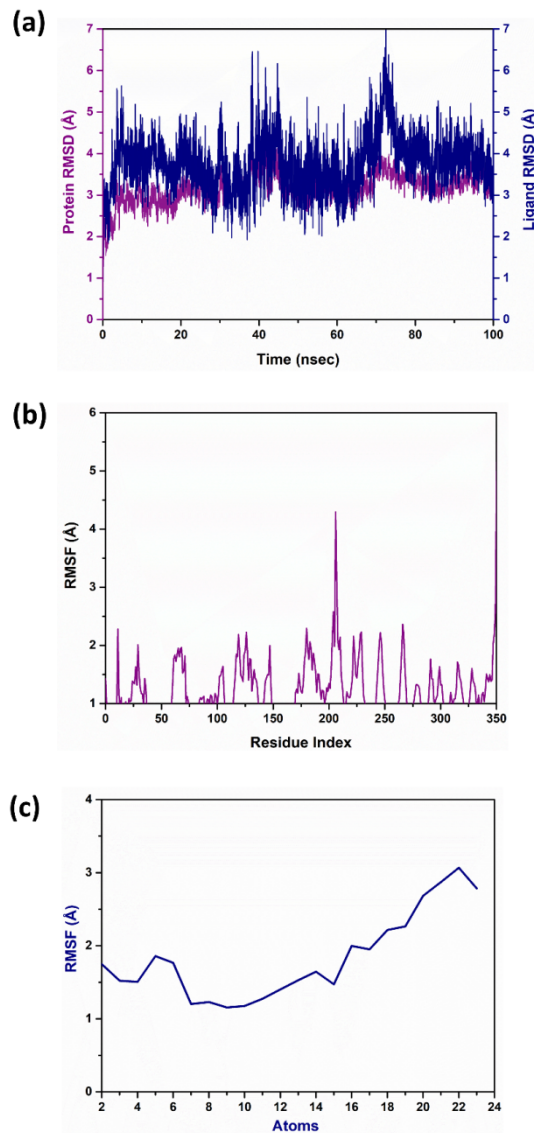 (a)
7 7
6 6
5 5
4 4
3 3
2 2
1 1
0 0
Protein RMSD (Å)
Ligand RMSD (Å)
0 20 40 60 80 100
Time (nsec)
(b)
6
5
4
3
2
1
RMSF (Å)
0 50 100 150 200 250 300 350
Residue Index
(c)
4
3
2
1
0
RMSF (Å)
2 4 6 8 10 12 14 16 18 20 22 24
Atoms